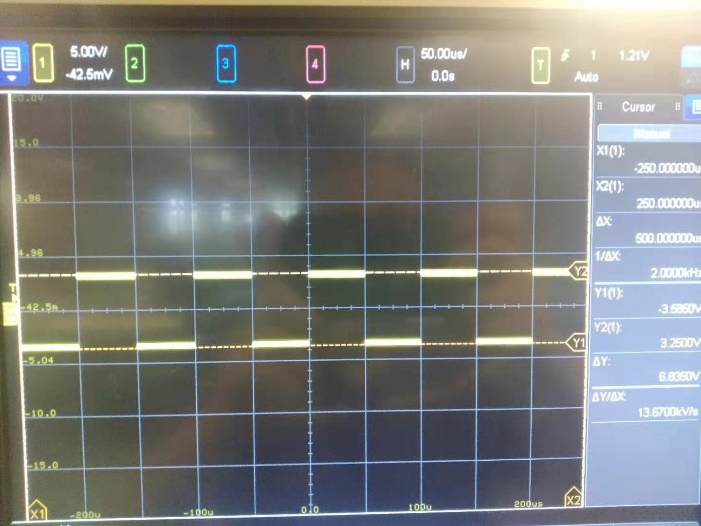 1 5.00V/ 2 3 4 H 50.00us/ T 1 1.21V
-42.5mV 0.0s Auto
Cursor
Manual
X1(1):
-250.000000u
X2(1):
250.000000u
ΔX:
500.000000u
1/ΔX:
2.0000kHz
Y1(1):
-3.5850V
Y2(1):
3.2500V
ΔY:
6.8350V
ΔY/ΔX:
13.6700kV/s
20.0V
15.0
9.96
4.96
Y2
-42.5m
Y1
-5.04
-10.0
-15.0
X1 -200u -100u 0.0 100u 200us X2